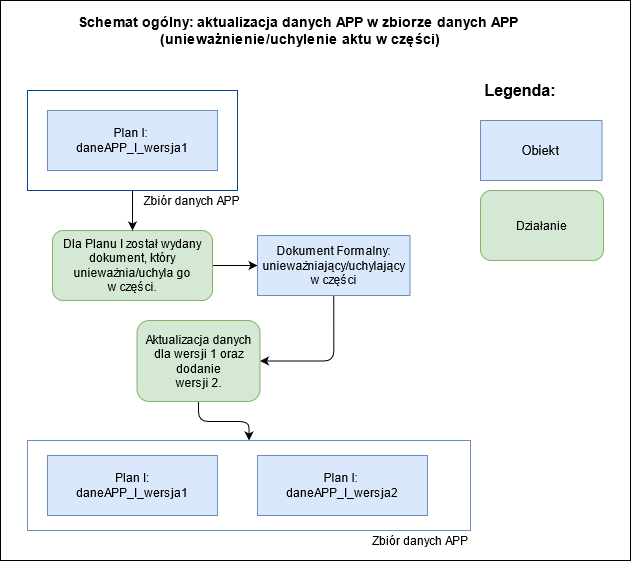 Schemat ogólny: aktualizacja danych APP w zbiorze danych APP
(unieważnienie/uchylenie aktu w części)
Legenda:
Plan I:
daneAPP_I_wersja1
Obiekt
Zbiór danych APP
Działanie
Dla Planu I został wydany
dokument, który
unieważnia/uchyla go
w części.
Dokument Formalny:
unieważniający/uchylający
w części
Aktualizacja danych
dla wersji 1 oraz
dodanie
wersji 2.
Plan I:
daneAPP_I_wersja1
Plan I:
daneAPP_I_wersja2
Zbiór danych APP